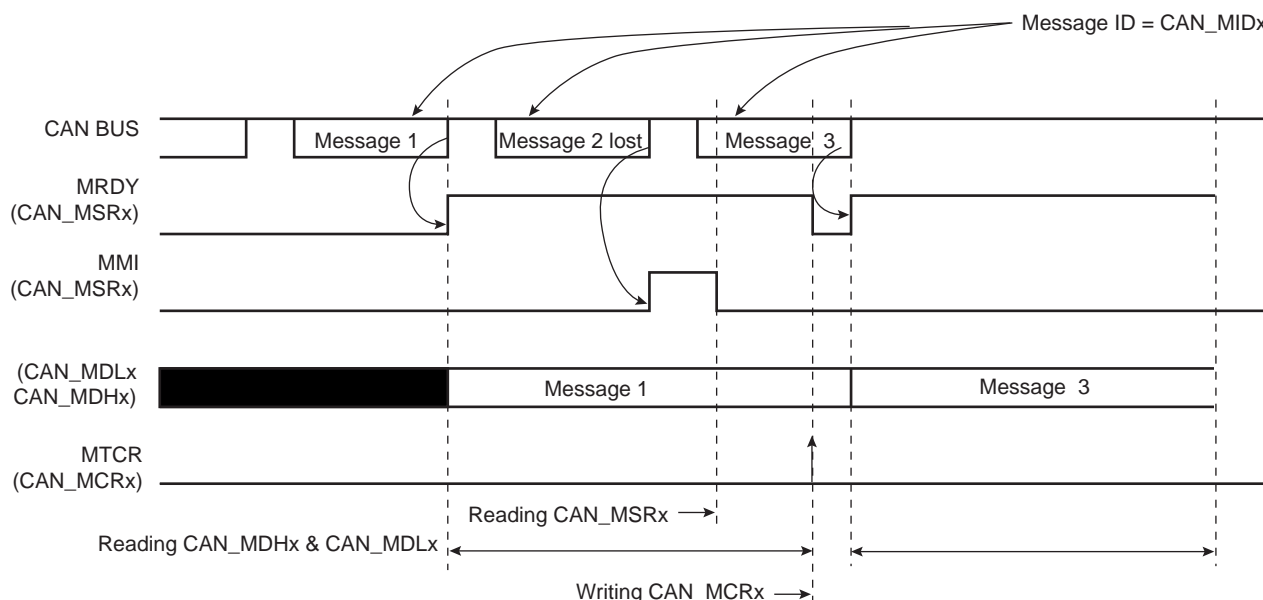 Message ID = CAN_MIDx
CAN BUS
Message 1
Message 2 lost
Message 3
MRDY
(CAN_MSRx)
MMI
(CAN_MSRx)
(CAN_MDLx
CAN_MDHx)
Message 1
Message 3
MTCR
(CAN_MCRx)
Reading CAN_MSRx
Reading CAN_MDHx & CAN_MDLx
Writing CAN_MCRx